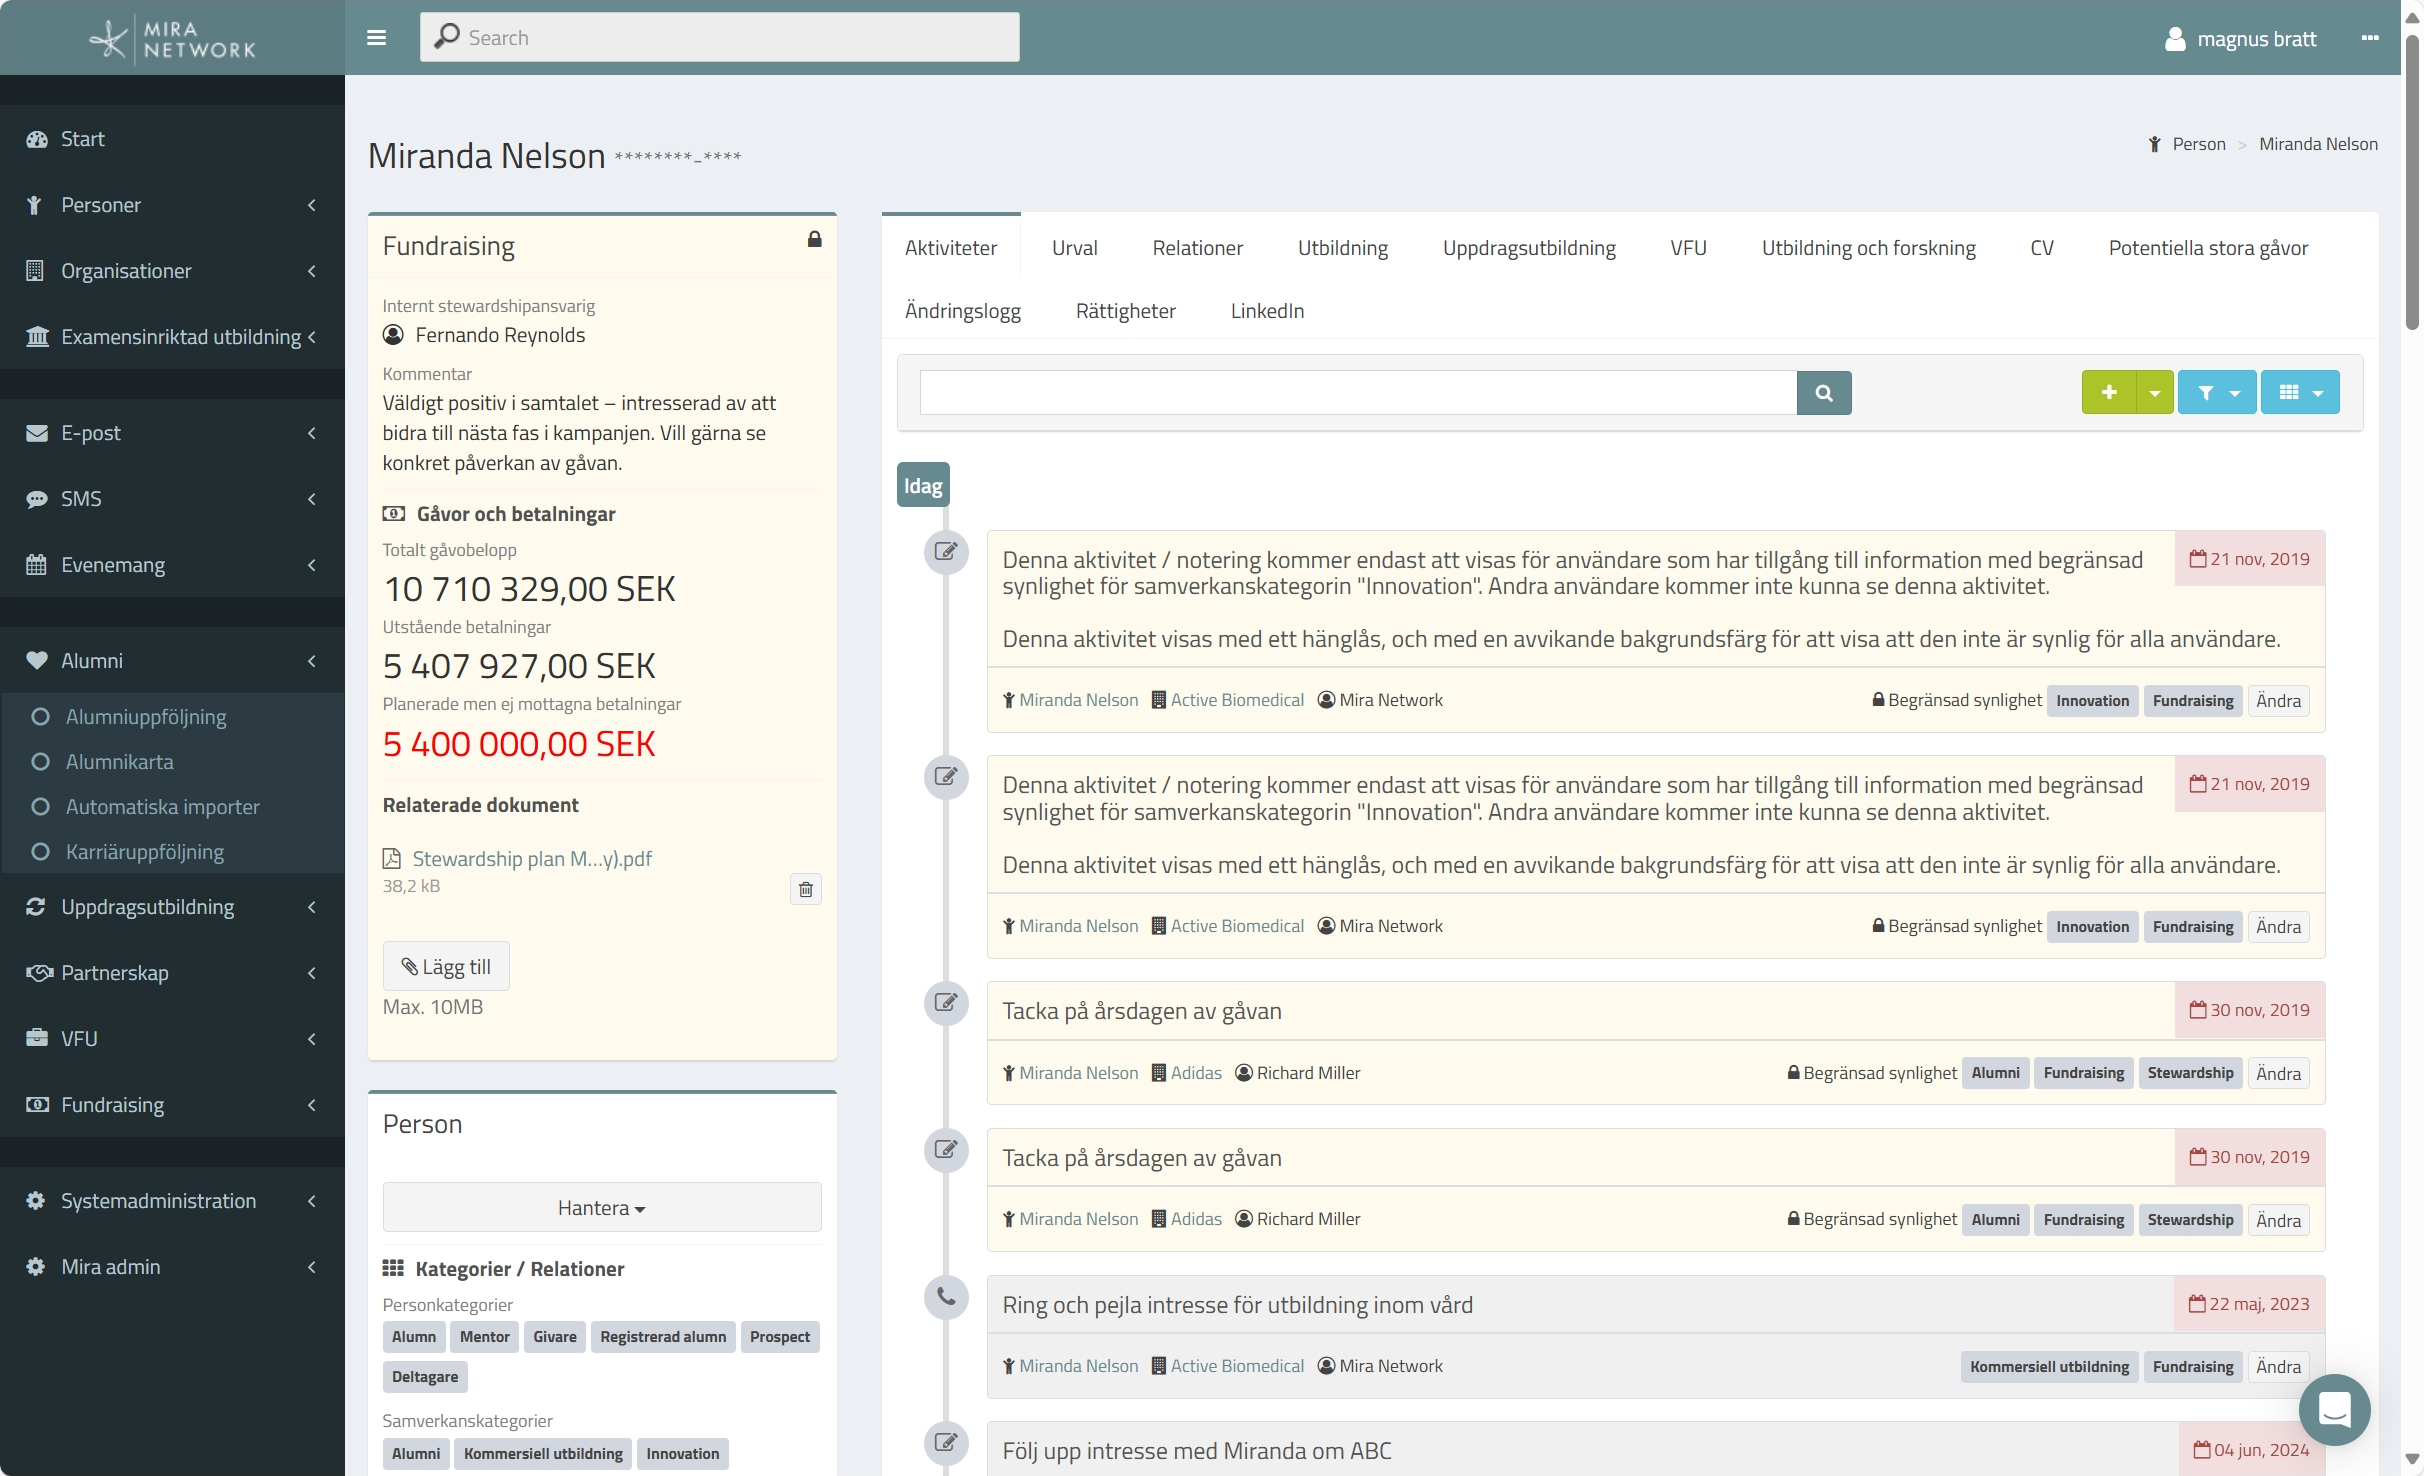 MIRA
NETWORK
Search
magnus bratt
Start
Personer
Organisationer
Examensinriktad utbildning
E-post
SMS
Evenemang
Alumni
Alumniuppföljning
Alumnikarta
Automatiska importer
Karriäruppföljning
Uppdragsutbildning
Partnerskap
VFU
Fundraising
Systemadministration
Mira admin
Miranda Nelson ********-****
Person > Miranda Nelson
Fundraising
Internt stewardshipansvarig
Fernando Reynolds
Kommentar
Väldigt positiv i samtalet – intresserad av att
bidra till nästa fas i kampanjen. Vill gärna se
konkret påverkan av gåvan.
Gåvor och betalningar
Totalt gåvobelopp
10 710 329,00 SEK
Utstående betalningar
5 407 927,00 SEK
Planerade men ej mottagna betalningar
5 400 000,00 SEK
Relaterade dokument
Stewardship plan M...y).pdf
38,2 kB
Lägg till
Max. 10MB
Person
Hantera
Kategorier / Relationer
Personkategorier
Alumn Mentor Givare Registrerad alumn Prospect
Deltagare
Samverkanskategorier
Alumni Kommersiell utbildning Innovation
Aktiviteter Urval Relationer Utbildning Uppdragsutbildning VFU Utbildning och forskning CV Potentiella stora gåvor
Ändringslogg Rättigheter LinkedIn
Idag
Denna aktivitet / notering kommer endast att visas för användare som har tillgång till information med begränsad
21 nov, 2019
synlighet för samverkanskategorin "Innovation". Andra användare kommer inte kunna se denna aktivitet.
Denna aktivitet visas med ett hänglås, och med en avvikande bakgrundsfärg för att visa att den inte är synlig för alla användare.
Miranda Nelson Active Biomedical Mira Network Begränsad synlighet Innovation Fundraising Ändra
Denna aktivitet / notering kommer endast att visas för användare som har tillgång till information med begränsad
21 nov, 2019
synlighet för samverkanskategorin "Innovation". Andra användare kommer inte kunna se denna aktivitet.
Denna aktivitet visas med ett hänglås, och med en avvikande bakgrundsfärg för att visa att den inte är synlig för alla användare.
Miranda Nelson Active Biomedical Mira Network Begränsad synlighet Innovation Fundraising Ändra
Tacka på årsdagen av gåvan 30 nov, 2019
Miranda Nelson Adidas Richard Miller Begränsad synlighet Alumni Fundraising Stewardship Ändra
Tacka på årsdagen av gåvan 30 nov, 2019
Miranda Nelson Adidas Richard Miller Begränsad synlighet Alumni Fundraising Stewardship Ändra
Ring och pejla intresse för utbildning inom vård 22 maj, 2023
Miranda Nelson Active Biomedical Mira Network Kommersiell utbildning Fundraising Ändra
Följ upp intresse med Miranda om ABC 04 jun, 2024